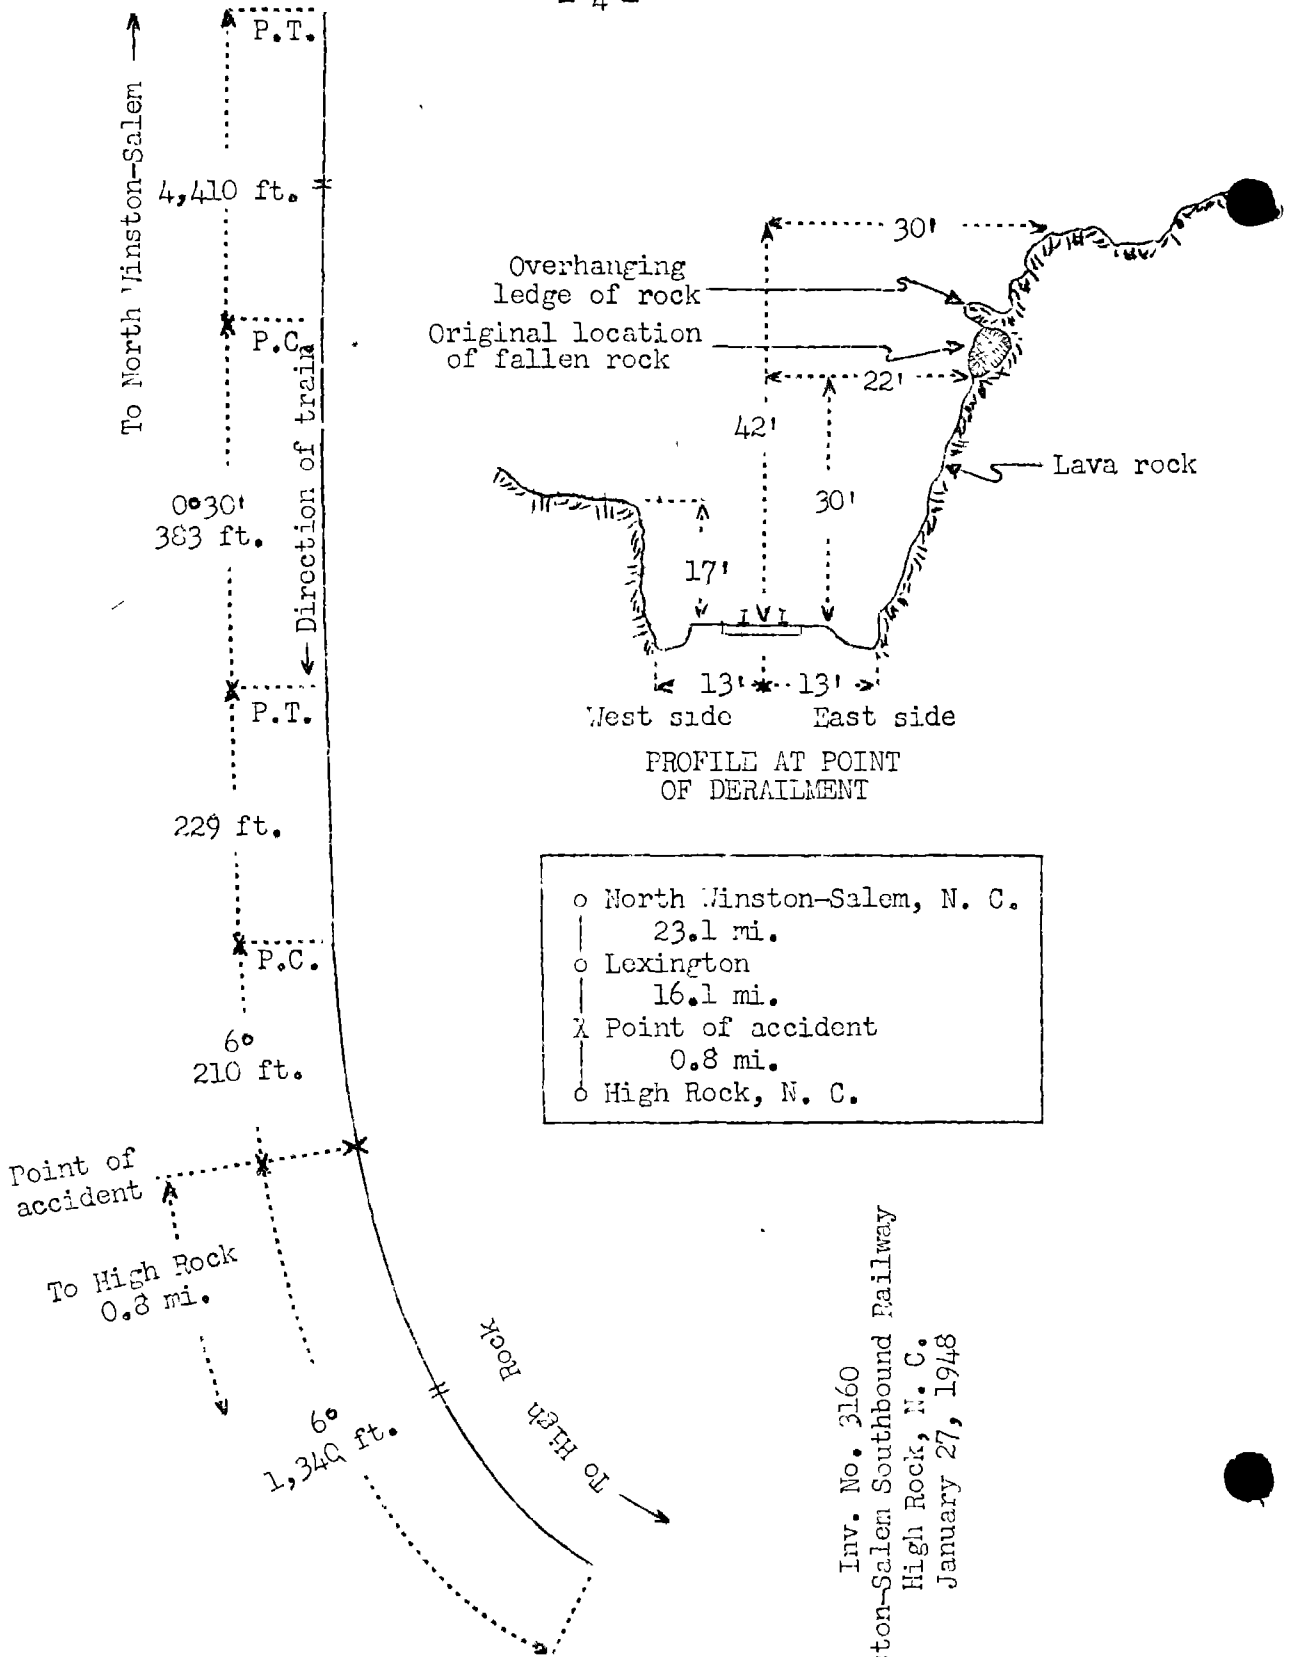 - 4 -
P.T.
To North Winston-Salem
4,410 ft.
P.C.
Direction of train
0°30'
383 ft.
P.T.
229 ft.
P.C.
6°
210 ft.
Point of
accident
To High Rock
0.8 mi.
6°
1,340 ft.
To High Rock
30'
Overhanging
ledge of rock
Original location
of fallen rock
22'
42'
30'
Lava rock
17'
13' 13'
West side East side
PROFILE AT POINT
OF DERAILMENT
North Winston-Salem, N. C.
23.1 mi.
Lexington
16.1 mi.
X Point of accident
0.8 mi.
High Rock, N. C.
Inv. No. 3160
ton-Salem Southbound Railway
High Rock, N. C.
January 27, 1948